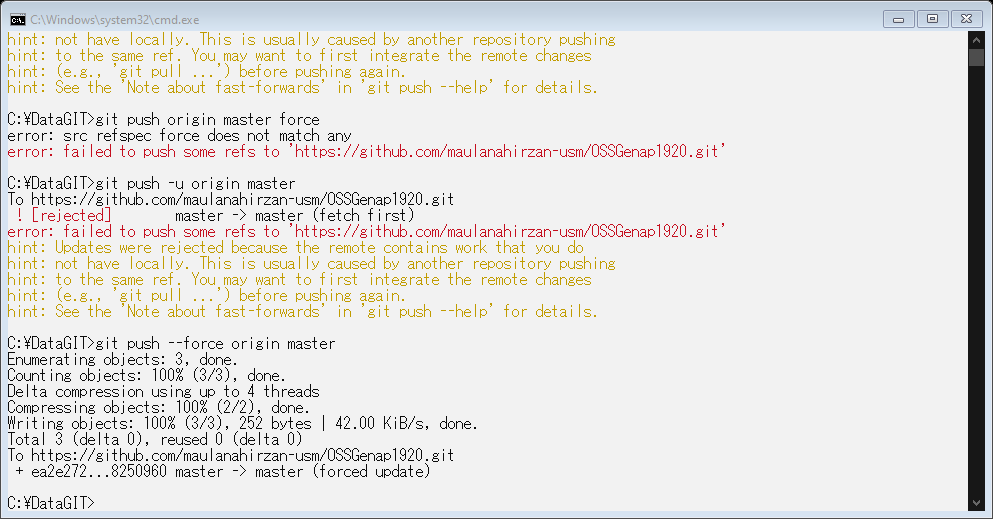 C:\Windows\system32\cmd.exe
hint: not have locally. This is usually caused by another repository pushing
hint: to the same ref. You may want to first integrate the remote changes
hint: (e.g., 'git pull ...') before pushing again.
hint: See the 'Note about fast-forwards' in 'git push --help' for details.
C:¥DataGIT>git push origin master force
error: src refspec force does not match any
error: failed to push some refs to 'https://github.com/maulanahirzan-usm/OSSGenap1920.git'
C:¥DataGIT>git push -u origin master
To https://github.com/maulanahirzan-usm/OSSGenap1920.git
! [rejected]        master -> master (fetch first)
error: failed to push some refs to 'https://github.com/maulanahirzan-usm/OSSGenap1920.git'
hint: Updates were rejected because the remote contains work that you do
hint: not have locally. This is usually caused by another repository pushing
hint: to the same ref. You may want to first integrate the remote changes
hint: (e.g., 'git pull ...') before pushing again.
hint: See the 'Note about fast-forwards' in 'git push --help' for details.
C:¥DataGIT>git push --force origin master
Enumerating objects: 3, done.
Counting objects: 100% (3/3), done.
Delta compression using up to 4 threads
Compressing objects: 100% (2/2), done.
Writing objects: 100% (3/3), 252 bytes | 42.00 KiB/s, done.
Total 3 (delta 0), reused 0 (delta 0)
To https://github.com/maulanahirzan-usm/OSSGenap1920.git
+ ea2e272...8250960 master -> master (forced update)
C:¥DataGIT>